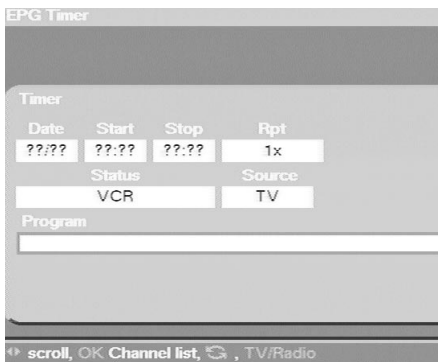 EPG Timer
Timer
Date Start Stop Rpt
??/?? ??:?? ??:?? 1x
Status Source
VCR TV
Program
scroll, OK Channel list, , TV/Radio